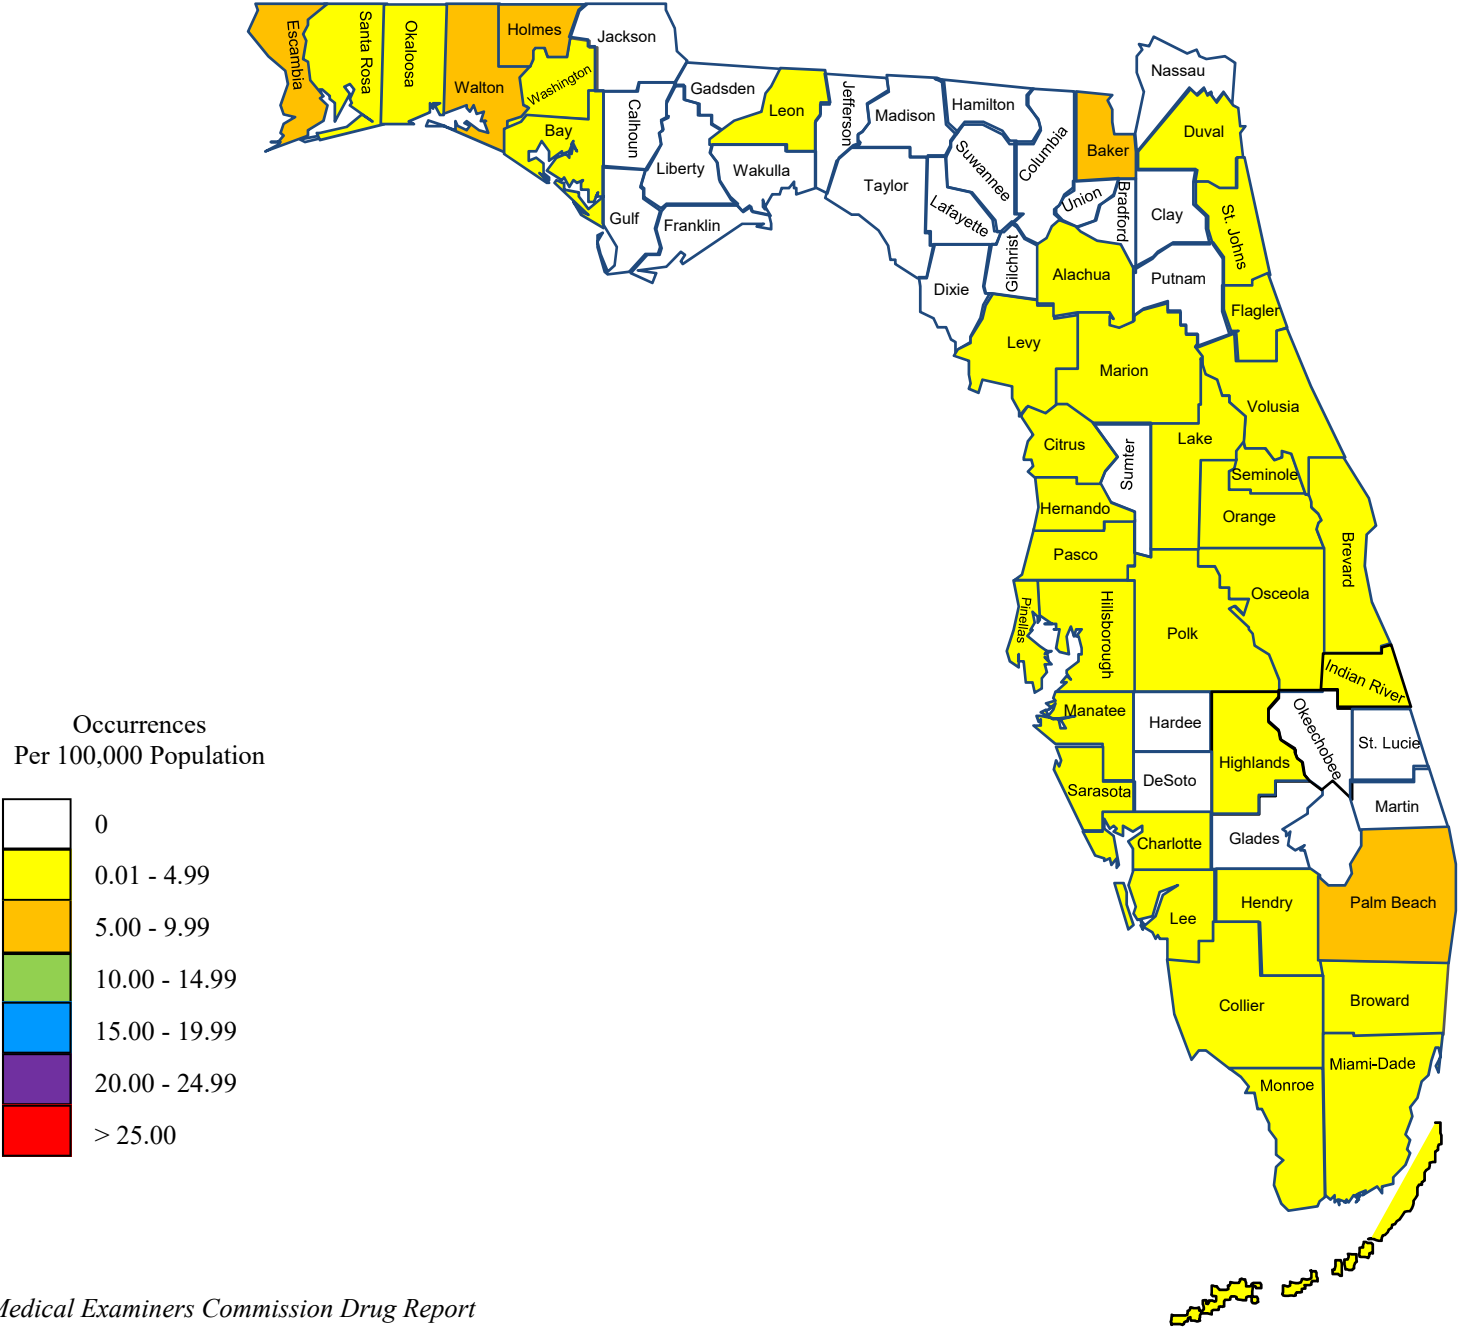 Escambia
Santa Rosa
Okaloosa
Walton
Holmes
Washington
Bay
Jackson
Calhoun
Gulf
Gadsden
Liberty
Franklin
Leon
Wakulla
Jefferson
Madison
Taylor
Hamilton
Suwannee
Lafayette
Columbia
Dixie
Gilchrist
Baker
Union
Bradford
Nassau
Duval
Clay
St. Johns
Alachua
Putnam
Flagler
Levy
Marion
Volusia
Citrus
Sumter
Lake
Seminole
Hernando
Orange
Pasco
Brevard
Pinellas
Hillsborough
Polk
Osceola
Indian River
Manatee
Hardee
Highlands
Okeechobee
St. Lucie
Sarasota
DeSoto
Martin
Charlotte
Glades
Lee
Hendry
Palm Beach
Collier
Broward
Monroe
Miami-Dade
Occurrences
Per 100,000 Population
0
0.01 - 4.99
5.00 - 9.99
10.00 - 14.99
15.00 - 19.99
20.00 - 24.99
> 25.00
Medical Examiners Commission Drug Report